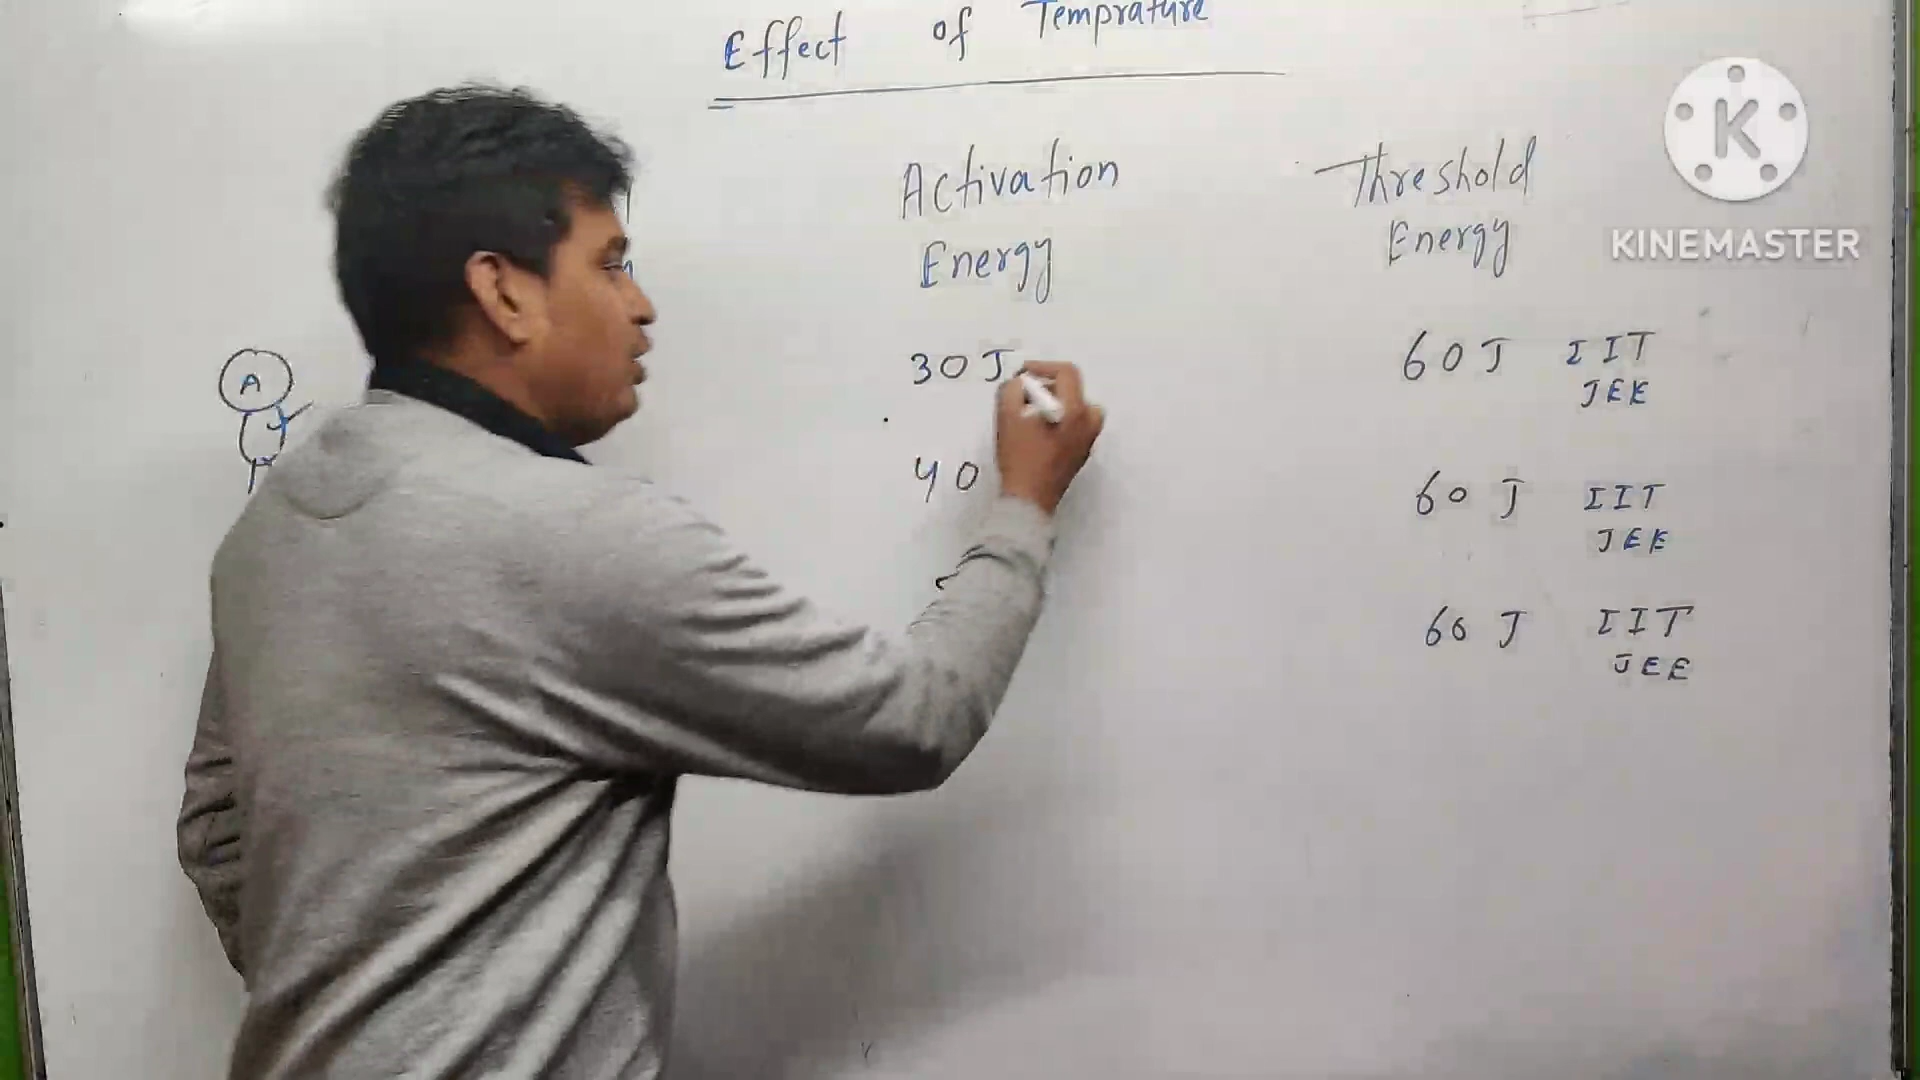 Effect of Temprature
Activation
Energy
Threshold
Energy
KINEMASTER
K
A
30 J
60 J IIT
JEE
40
60 J IIT
JEE
60 J IIT
JEE